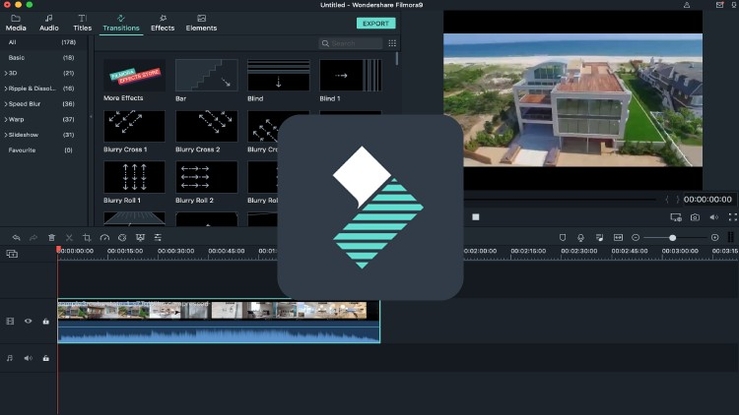 Untitled - Wondershare Filmora9
Media Audio Titles Transitions Effects Elements EXPORT
Search
All (178)
Basic (18)
3D (21)
Ripple & Dissol... (16)
Speed Blur (36)
Warp (37)
Slideshow (31)
Favourite (0)
FILMORA
EFFECTS STORE
More Effects Bar Blind Blind 1
Blurry Cross 1 Blurry Cross 2
Blurry Roll 1 Blurry Roll 2
00:00:00:00
00:00:00:00 00:00:15:00 00:00:30:00 00:00:45:00 00:02:00:00 00:02:15:00 00:02:30:00 00:02:45:00 00:03:00:00